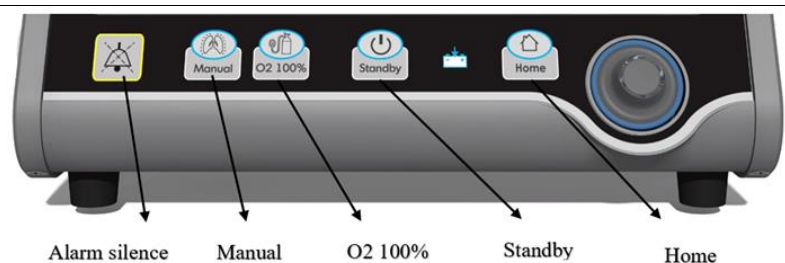 Manual
O2 100%
Standby
Home
Alarm silence
Manual
O2 100%
Standby
Home